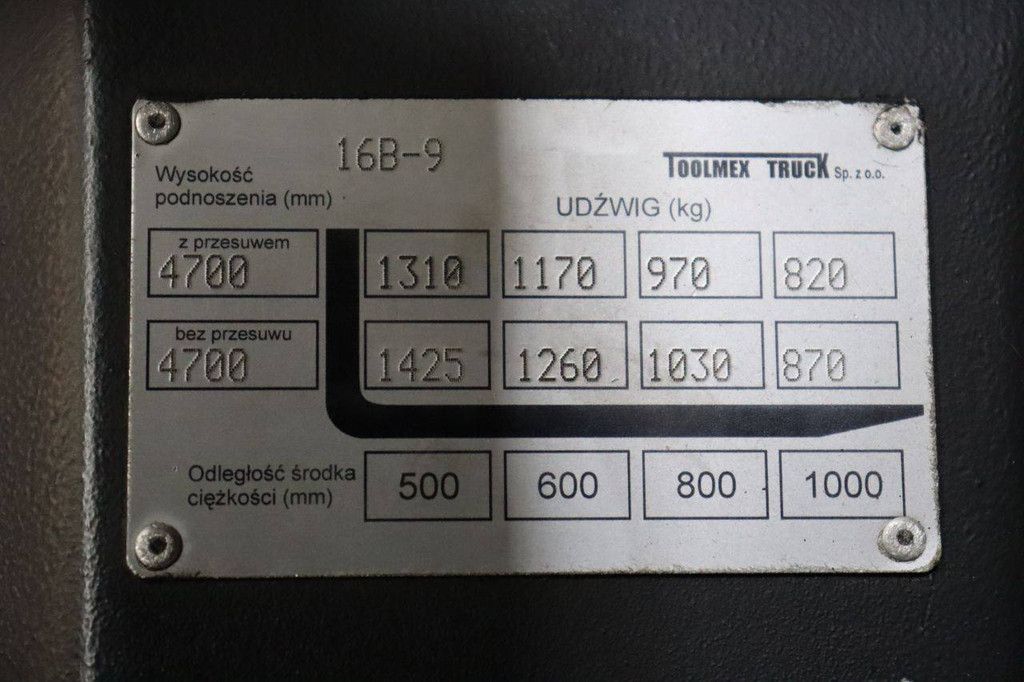 16B-9
TOOLMEX TRUCK Sp. z o.o.
Wysokość
podnoszenia (mm)
UDŹWIG (kg)
z przesuwem
4700 1310 1170 970 820
bez przesuwu
4700 1425 1260 1030 870
Odległość środka
ciężkości (mm)
500 600 800 1000